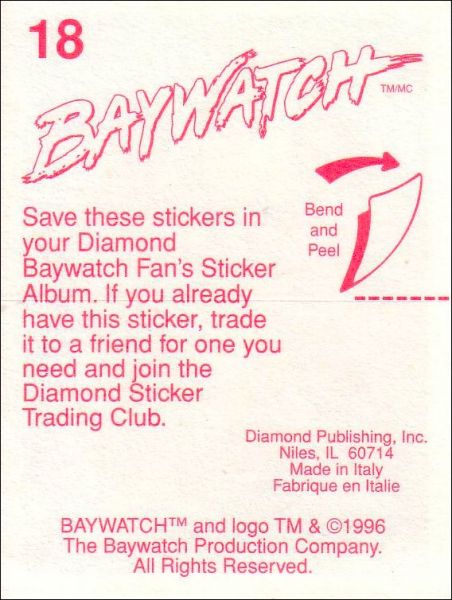 18
BAYWATCH TM/MC
Bend
and
Peel
Save these stickers in
your Diamond
Baywatch Fan's Sticker
Album. If you already
have this sticker, trade
it to a friend for one you
need and join the
Diamond Sticker
Trading Club.
Diamond Publishing, Inc.
Niles, IL 60714
Made in Italy
Fabrique en Italie
BAYWATCH™ and logo TM & ©1996
The Baywatch Production Company.
All Rights Reserved.